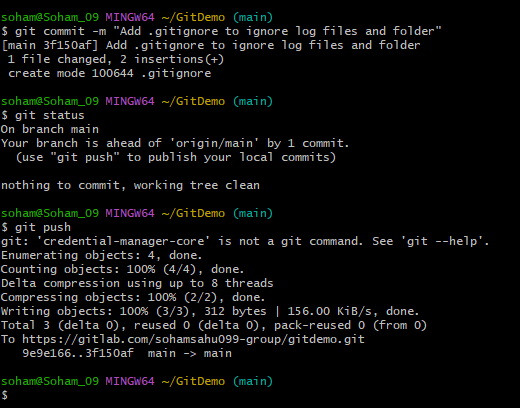 soham@Soham_09 MINGW64 ~/GitDemo (main)
$ git commit -m "Add .gitignore to ignore log files and folder"
[main 3f150af] Add .gitignore to ignore log files and folder
 1 file changed, 2 insertions(+)
 create mode 100644 .gitignore

soham@Soham_09 MINGW64 ~/GitDemo (main)
$ git status
On branch main
Your branch is ahead of 'origin/main' by 1 commit.
  (use "git push" to publish your local commits)

nothing to commit, working tree clean

soham@Soham_09 MINGW64 ~/GitDemo (main)
$ git push
git: 'credential-manager-core' is not a git command. See 'git --help'.
Enumerating objects: 4, done.
Counting objects: 100% (4/4), done.
Delta compression using up to 8 threads
Compressing objects: 100% (2/2), done.
Writing objects: 100% (3/3), 312 bytes | 156.00 KiB/s, done.
Total 3 (delta 0), reused 0 (delta 0), pack-reused 0 (from 0)
To https://gitlab.com/sohamsahu099-group/gitdemo.git
   9e9e166..3f150af  main -> main

soham@Soham_09 MINGW64 ~/GitDemo (main)
$